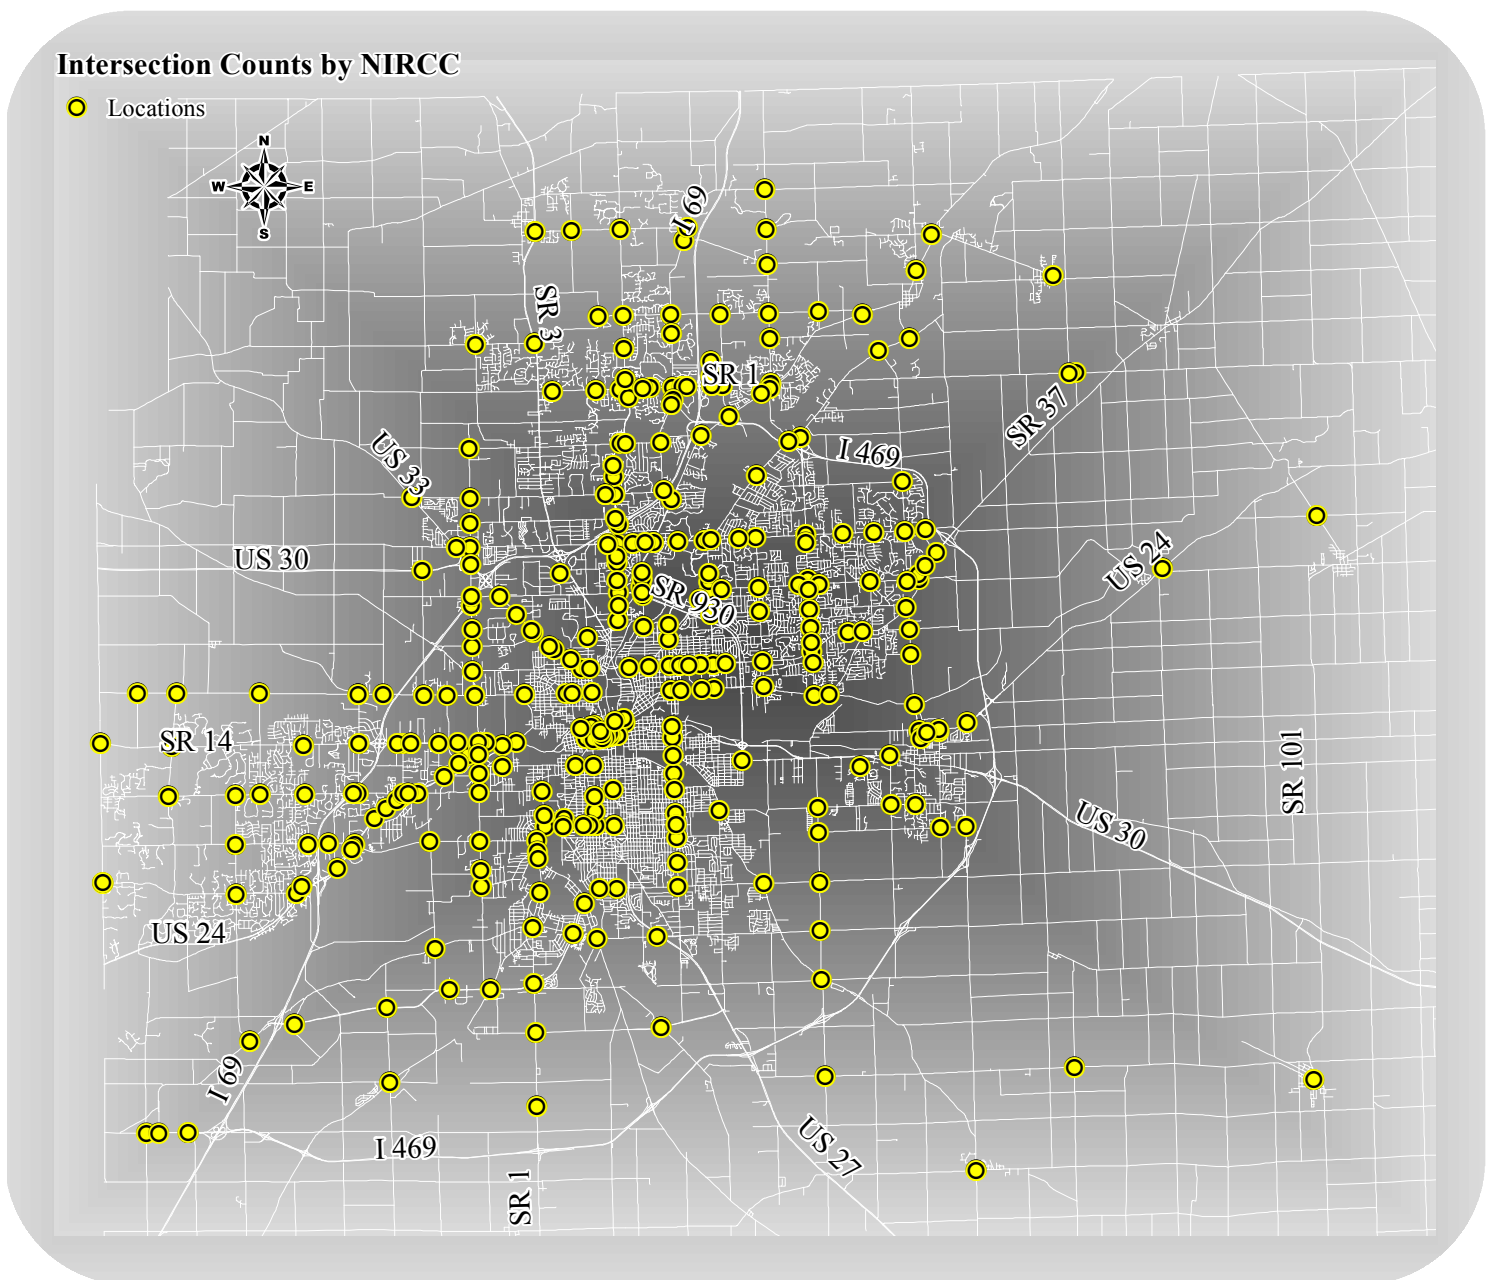 Intersection Counts by NIRCC
Locations
N
W
E
S
I 69
SR 3
SR 1
US 33
I 469
SR 37
US 30
US 24
SR 930
SR 14
SR 101
US 30
US 24
I 69
I 469
US 27
SR 1